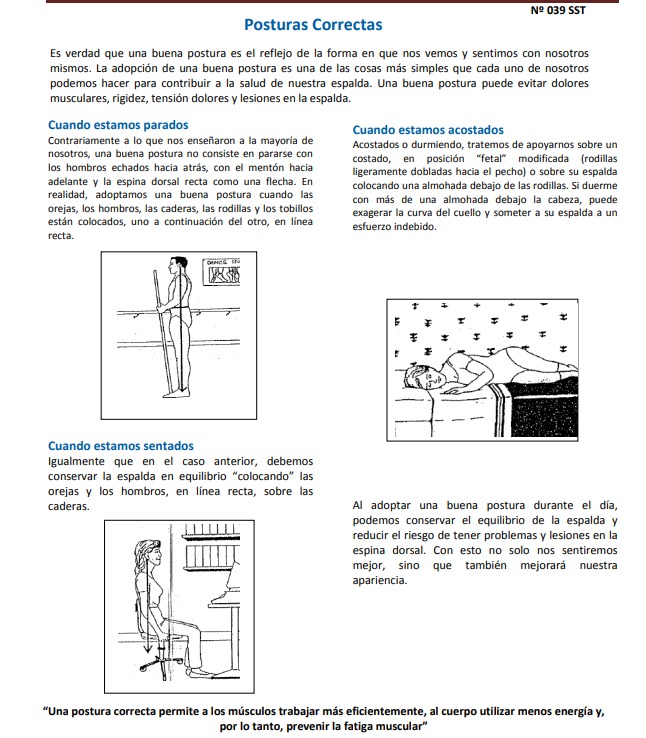 Nº 039 SST
Posturas Correctas
Es verdad que una buena postura es el reflejo de la forma en que nos vemos y sentimos con nosotros
mismos. La adopción de una buena postura es una de las cosas más simples que cada uno de nosotros
podemos hacer para contribuir a la salud de nuestra espalda. Una buena postura puede evitar dolores
musculares, rigidez, tensión dolores y lesiones en la espalda.
Cuando estamos parados
Contrariamente a lo que nos enseñaron a la mayoría de
nosotros, una buena postura no consiste en pararse con
los hombros echados hacia atrás, con el mentón hacia
adelante y la espina dorsal recta como una flecha. En
realidad, adoptamos una buena postura cuando las
orejas, los hombros, las caderas, las rodillas y los tobillos
están colocados, uno a continuación del otro, en línea
recta.
DANCE
Cuando estamos sentados
Igualmente que en el caso anterior, debemos
conservar la espalda en equilibrio “colocando” las
orejas y los hombros, en línea recta, sobre las
caderas.
Cuando estamos acostados
Acostados o durmiendo, tratemos de apoyarnos sobre un
costado, en posición “fetal” modificada (rodillas
ligeramente dobladas hacia el pecho) o sobre su espalda
colocando una almohada debajo de las rodillas. Si duerme
con más de una almohada debajo la cabeza, puede
exagerar la curva del cuello y someter a su espalda a un
esfuerzo indebido.
Al adoptar una buena postura durante el día,
podemos conservar el equilibrio de la espalda y
reducir el riesgo de tener problemas y lesiones en la
espina dorsal. Con esto no solo nos sentiremos
mejor, sino que también mejorará nuestra
apariencia.
“Una postura correcta permite a los músculos trabajar más eficientemente, al cuerpo utilizar menos energía y,
por lo tanto, prevenir la fatiga muscular”